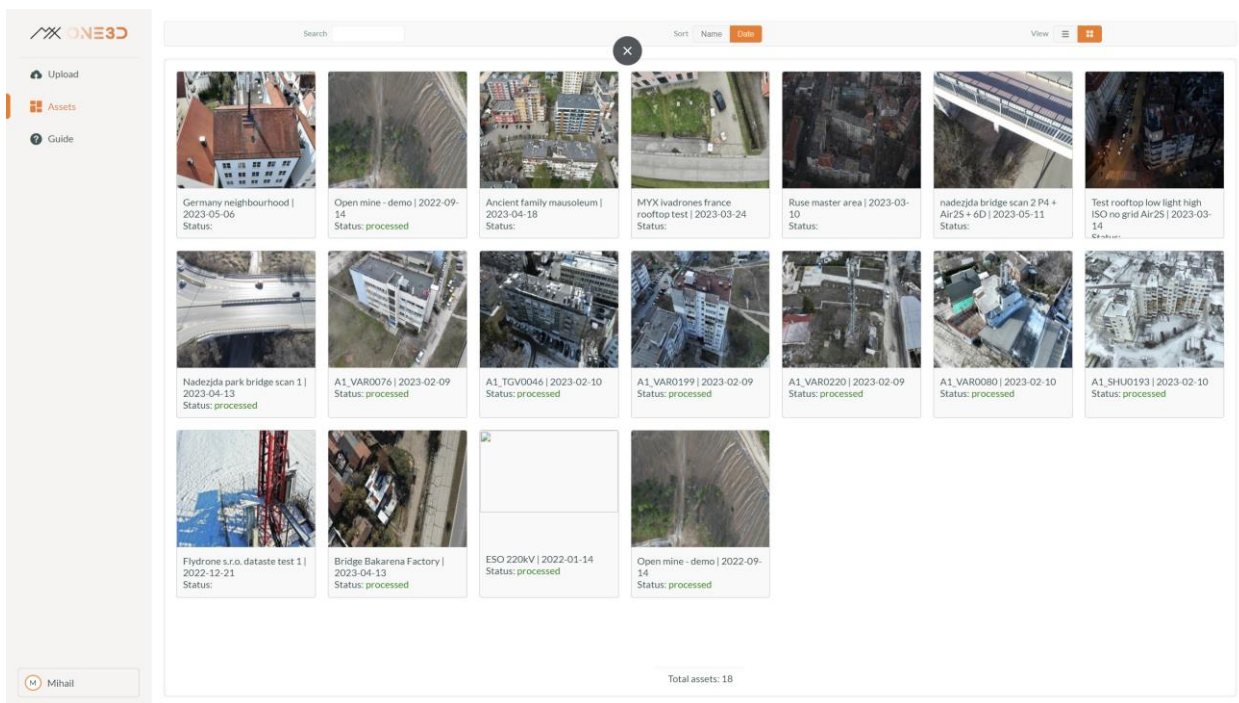 ONE3D
Upload
Assets
Guide
Mihail
M
Search
Sort Name Date
View
Germany neighbourhood |
2023-05-06
Status:
Open mine - demo | 2022-09-
14
Status: processed
Ancient family mausoleum |
2023-04-18
Status:
MYX ivadrones france
rooftop test | 2023-03-24
Status:
Ruse master area | 2023-03-
10
Status:
nadezjda bridge scan 2 P4 +
Air2S + 6D | 2023-05-11
Status:
Test rooftop low light high
ISO no grid Air2S | 2023-03-
14
Status:
Nadezjda park bridge scan 1 |
2023-04-13
Status: processed
A1_VAR0076 | 2023-02-09
Status: processed
A1_TGV0046 | 2023-02-10
Status: processed
A1_VAR0199 | 2023-02-09
Status: processed
A1_VAR0220 | 2023-02-09
Status: processed
A1_VAR0080 | 2023-02-10
Status: processed
A1_SHU0193 | 2023-02-10
Status: processed
Flydrone s.r.o. dataste test 1 |
2022-12-21
Status:
Bridge Bakarena Factory |
2023-04-13
Status: processed
ESO 220kV | 2022-01-14
Status: processed
Open mine - demo | 2022-09-
14
Status: processed
Total assets: 18